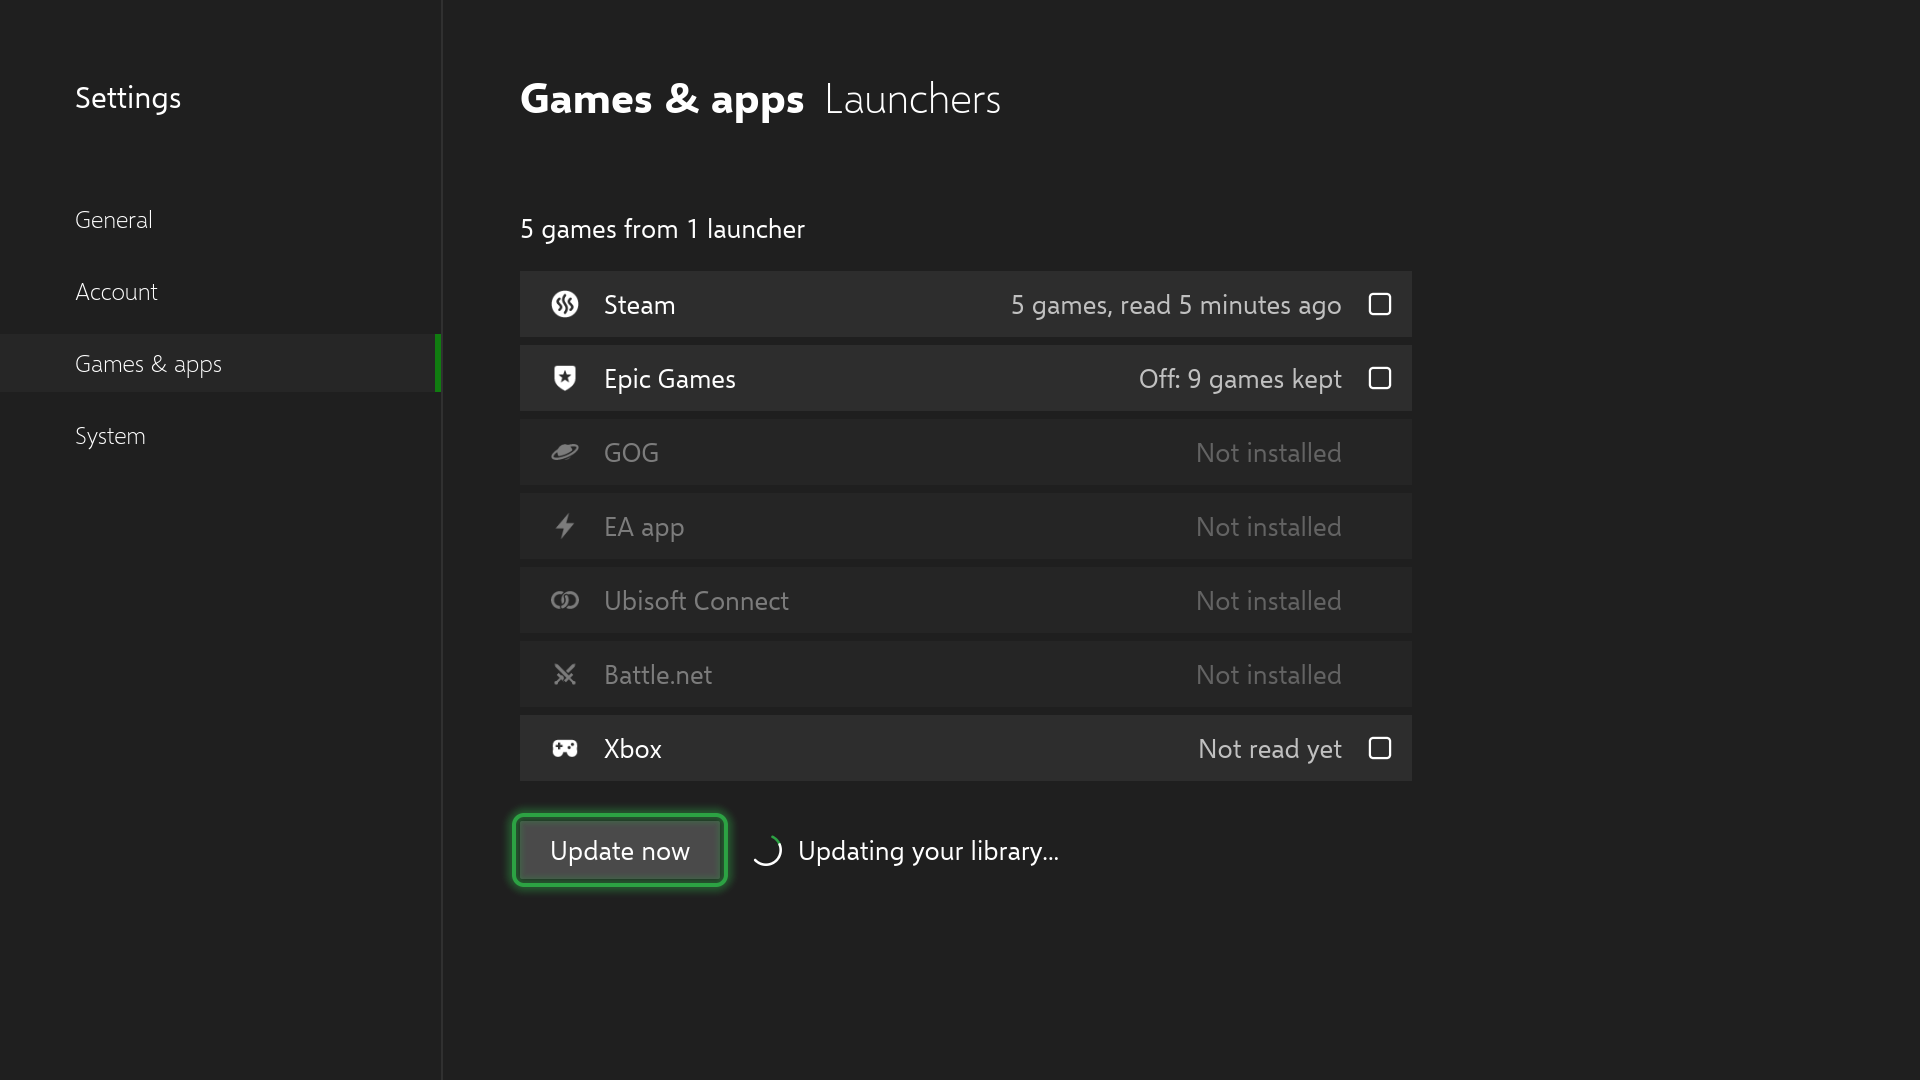 Settings
General
Account
Games & apps
System
Games & apps Launchers
5 games from 1 launcher
Steam 5 games, read 5 minutes ago
Epic Games Off: 9 games kept
GOG Not installed
EA app Not installed
Ubisoft Connect Not installed
Battle.net Not installed
Xbox Not read yet
Update now Updating your library...